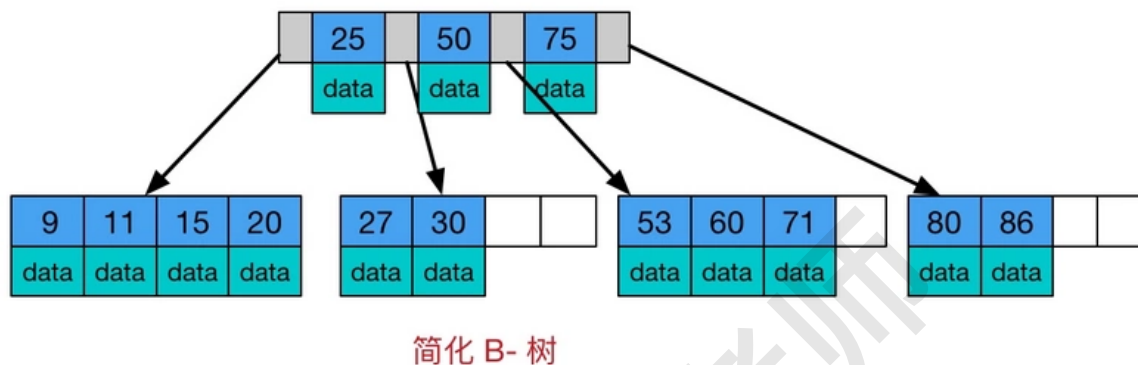 25 50 75
data data data
9 11 15 20 27 30 53 60 71 80 86
data data data data data data data data data data data
简化 B- 树
师